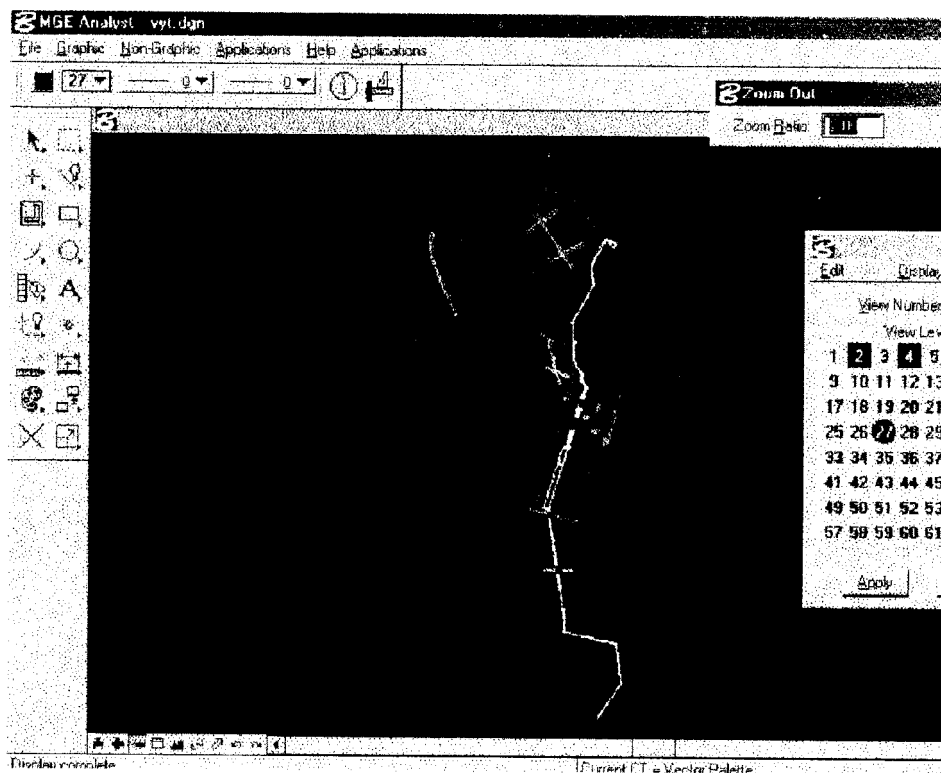 MGE Analyst vyt.dgn
File Graphic Non-Graphic Applications Help Applications
27 0 0
Zoom Out
Zoom Ratio:
Edit Display
View Number
View Lev
1 2 3 4 5
9 10 11 12 13
17 18 19 20 21
25 26 27 28 29
33 34 35 36 37
41 42 43 44 45
49 50 51 52 53
57 58 59 60 61
Apply
A
Display complete
Current CT = Vector Palette